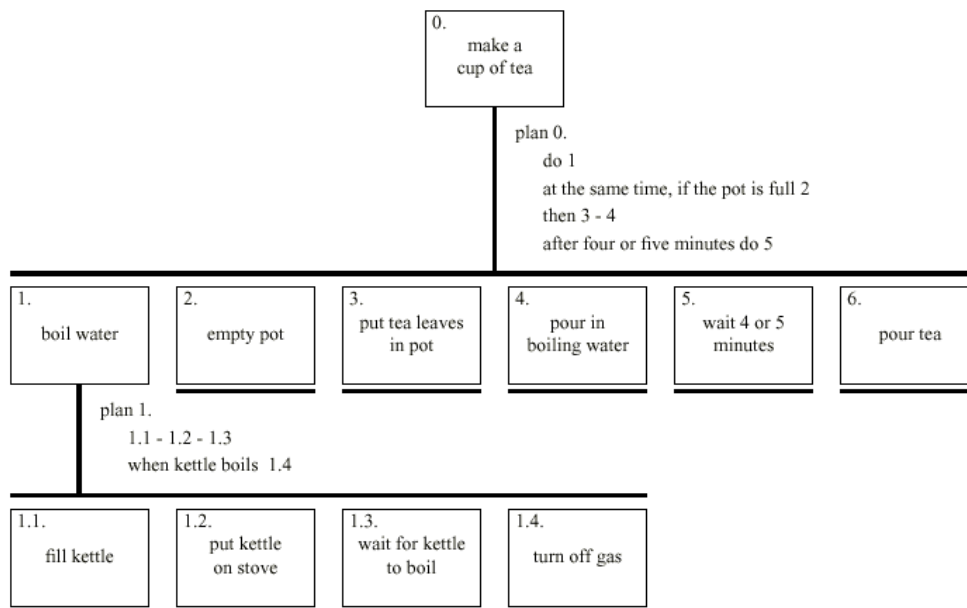 0.
make a
cup of tea
plan 0.
do 1
at the same time, if the pot is full 2
then 3 - 4
after four or five minutes do 5
1.
boil water
2.
empty pot
3.
put tea leaves
in pot
4.
pour in
boiling water
5.
wait 4 or 5
minutes
6.
pour tea
plan 1.
1.1 - 1.2 - 1.3
when kettle boils 1.4
1.1.
fill kettle
1.2.
put kettle
on stove
1.3.
wait for kettle
to boil
1.4.
turn off gas